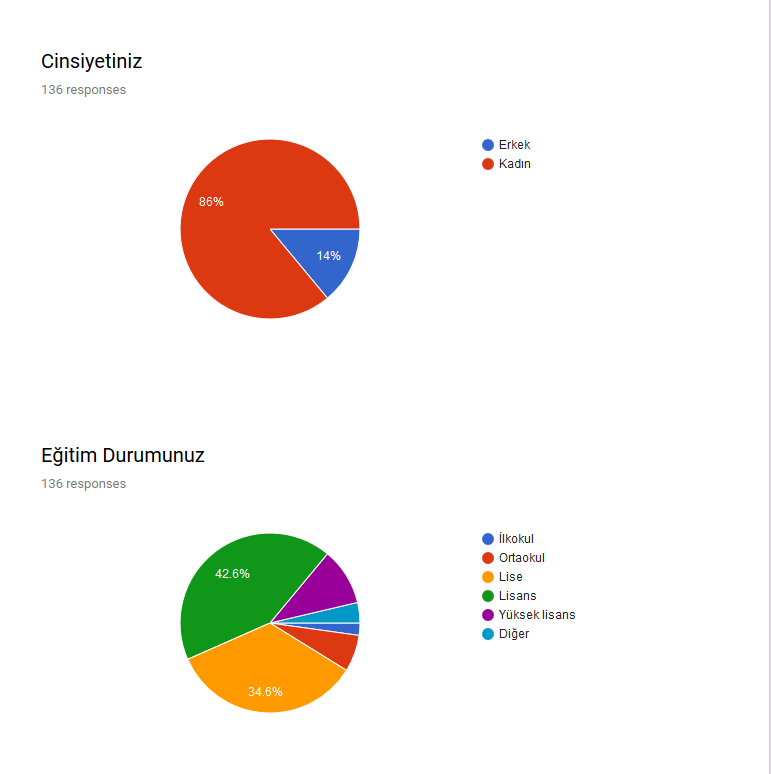 Cinsiyetiniz
136 responses
Erkek
Kadın
86%
14%
Eğitim Durumunuz
136 responses
İlkokul
Ortaokul
Lise
Lisans
Yüksek lisans
Diğer
42.6%
34.6%